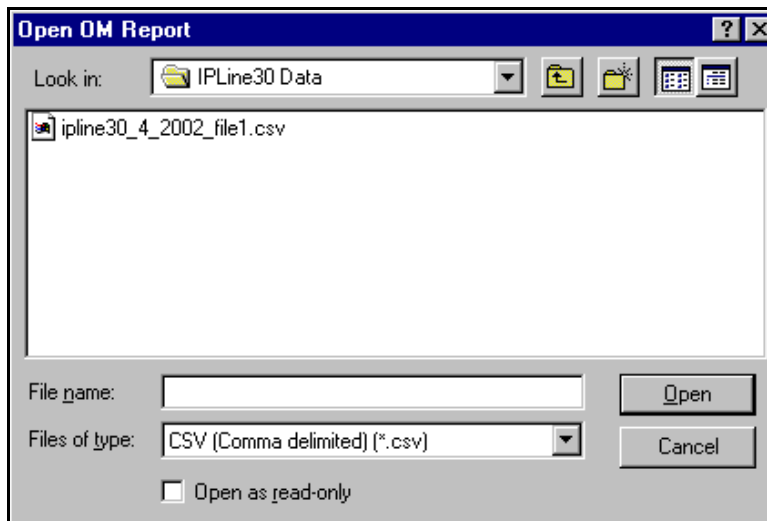 Open OM Report
Look in: IPLine30 Data
ipline30_4_2002_file1.csv
File name: Open
Files of type: CSV (Comma delimited) (*.csv) Cancel
Open as read-only